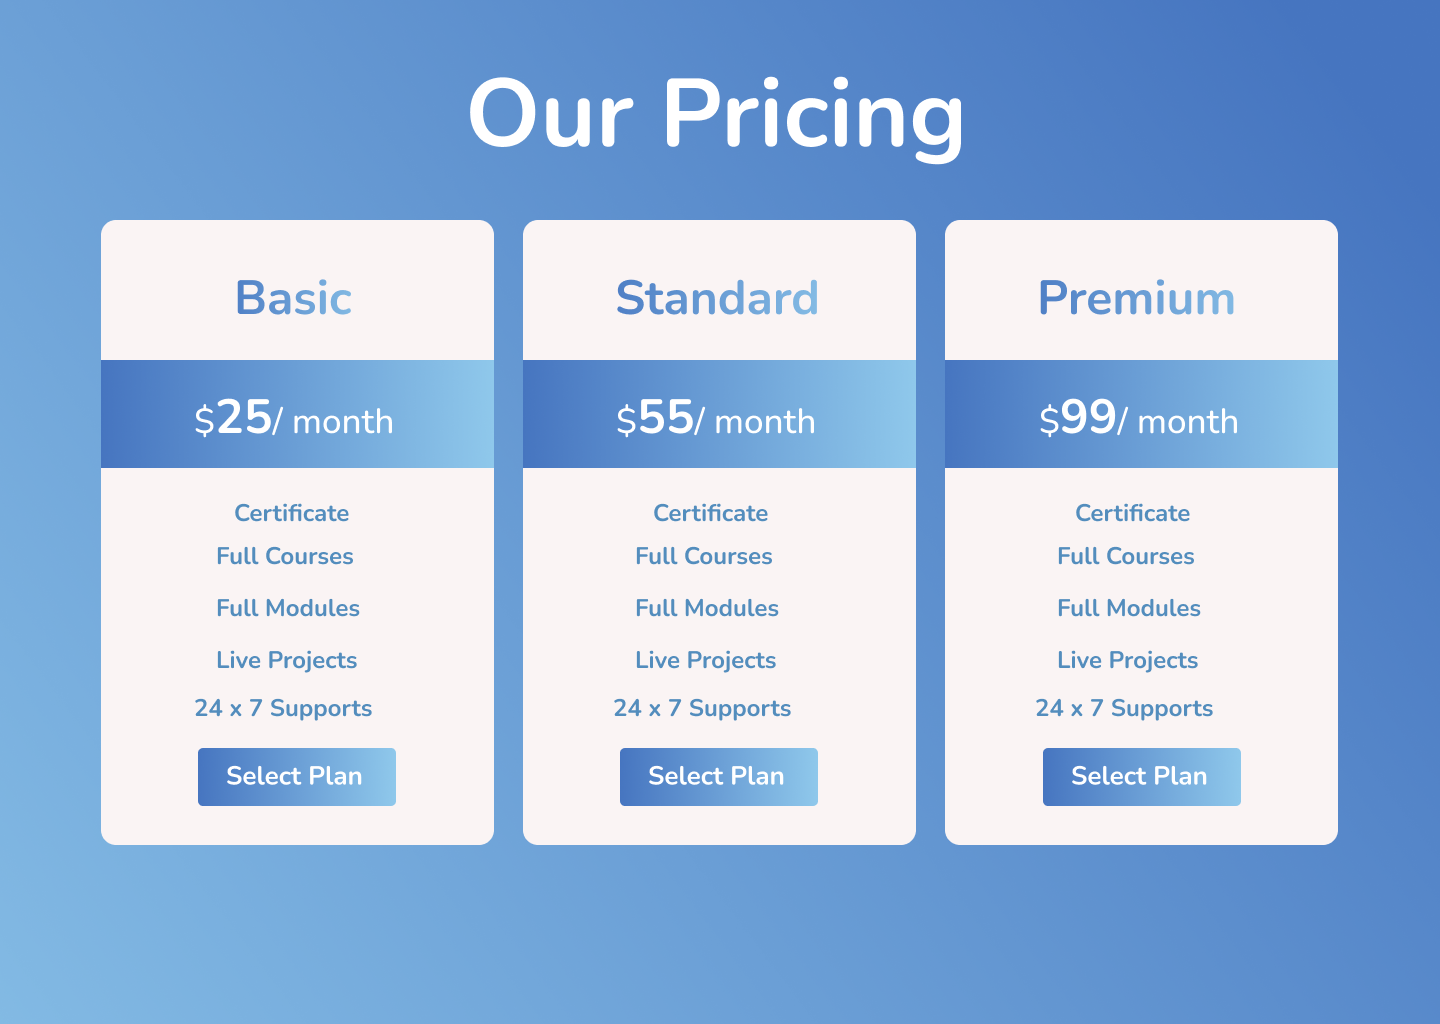 Our Pricing
Basic
$25/ month
Certificate
Full Courses
Full Modules
Live Projects
24 x 7 Supports
Select Plan
Standard
$55/ month
Certificate
Full Courses
Full Modules
Live Projects
24 x 7 Supports
Select Plan
Premium
$99/ month
Certificate
Full Courses
Full Modules
Live Projects
24 x 7 Supports
Select Plan